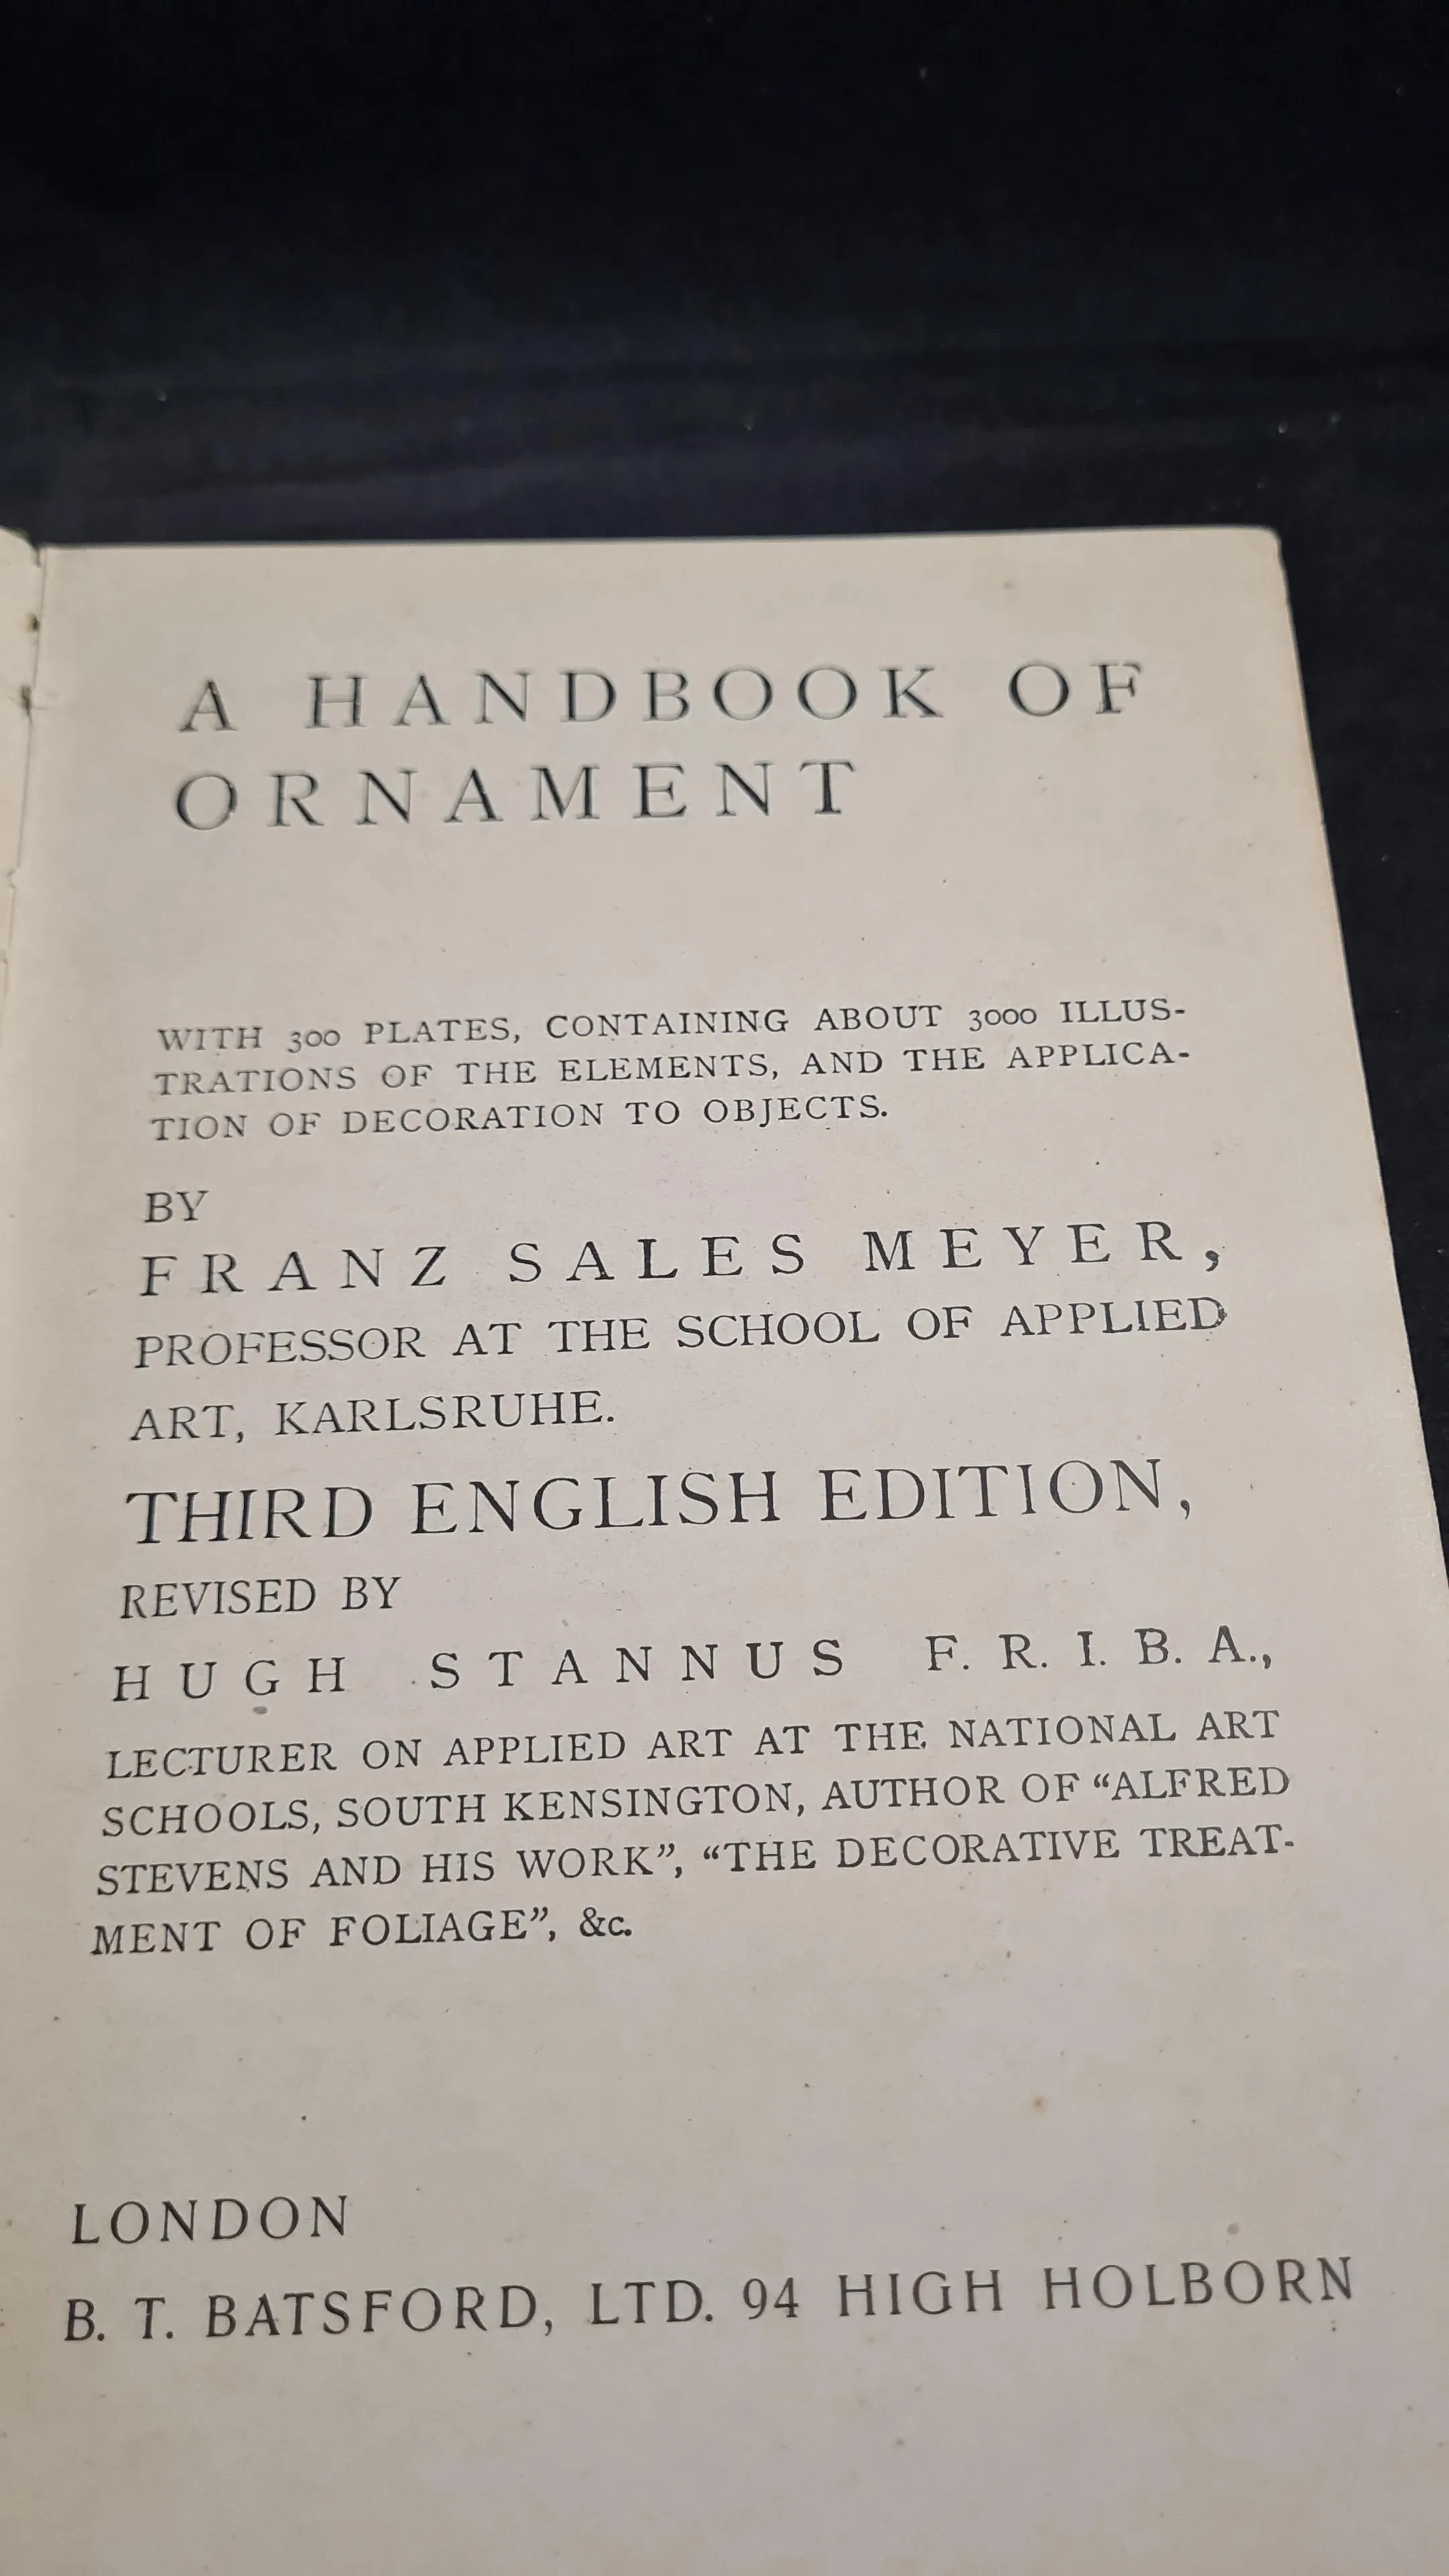 A HANDBOOK OF
ORNAMENT
WITH 300 PLATES, CONTAINING ABOUT 3000 ILLUS-
TRATIONS OF THE ELEMENTS, AND THE APPLICA-
TION OF DECORATION TO OBJECTS.
BY
FRANZ SALES MEYER,
PROFESSOR AT THE SCHOOL OF APPLIED
ART, KARLSRUHE.
THIRD ENGLISH EDITION,
REVISED BY
HUGH STANNUS F. R. I. B. A.,
LECTURER ON APPLIED ART AT THE NATIONAL ART
SCHOOLS, SOUTH KENSINGTON, AUTHOR OF “ALFRED
STEVENS AND HIS WORK”, “THE DECORATIVE TREAT-
MENT OF FOLIAGE”, &c.
LONDON
B. T. BATSFORD, LTD. 94 HIGH HOLBORN